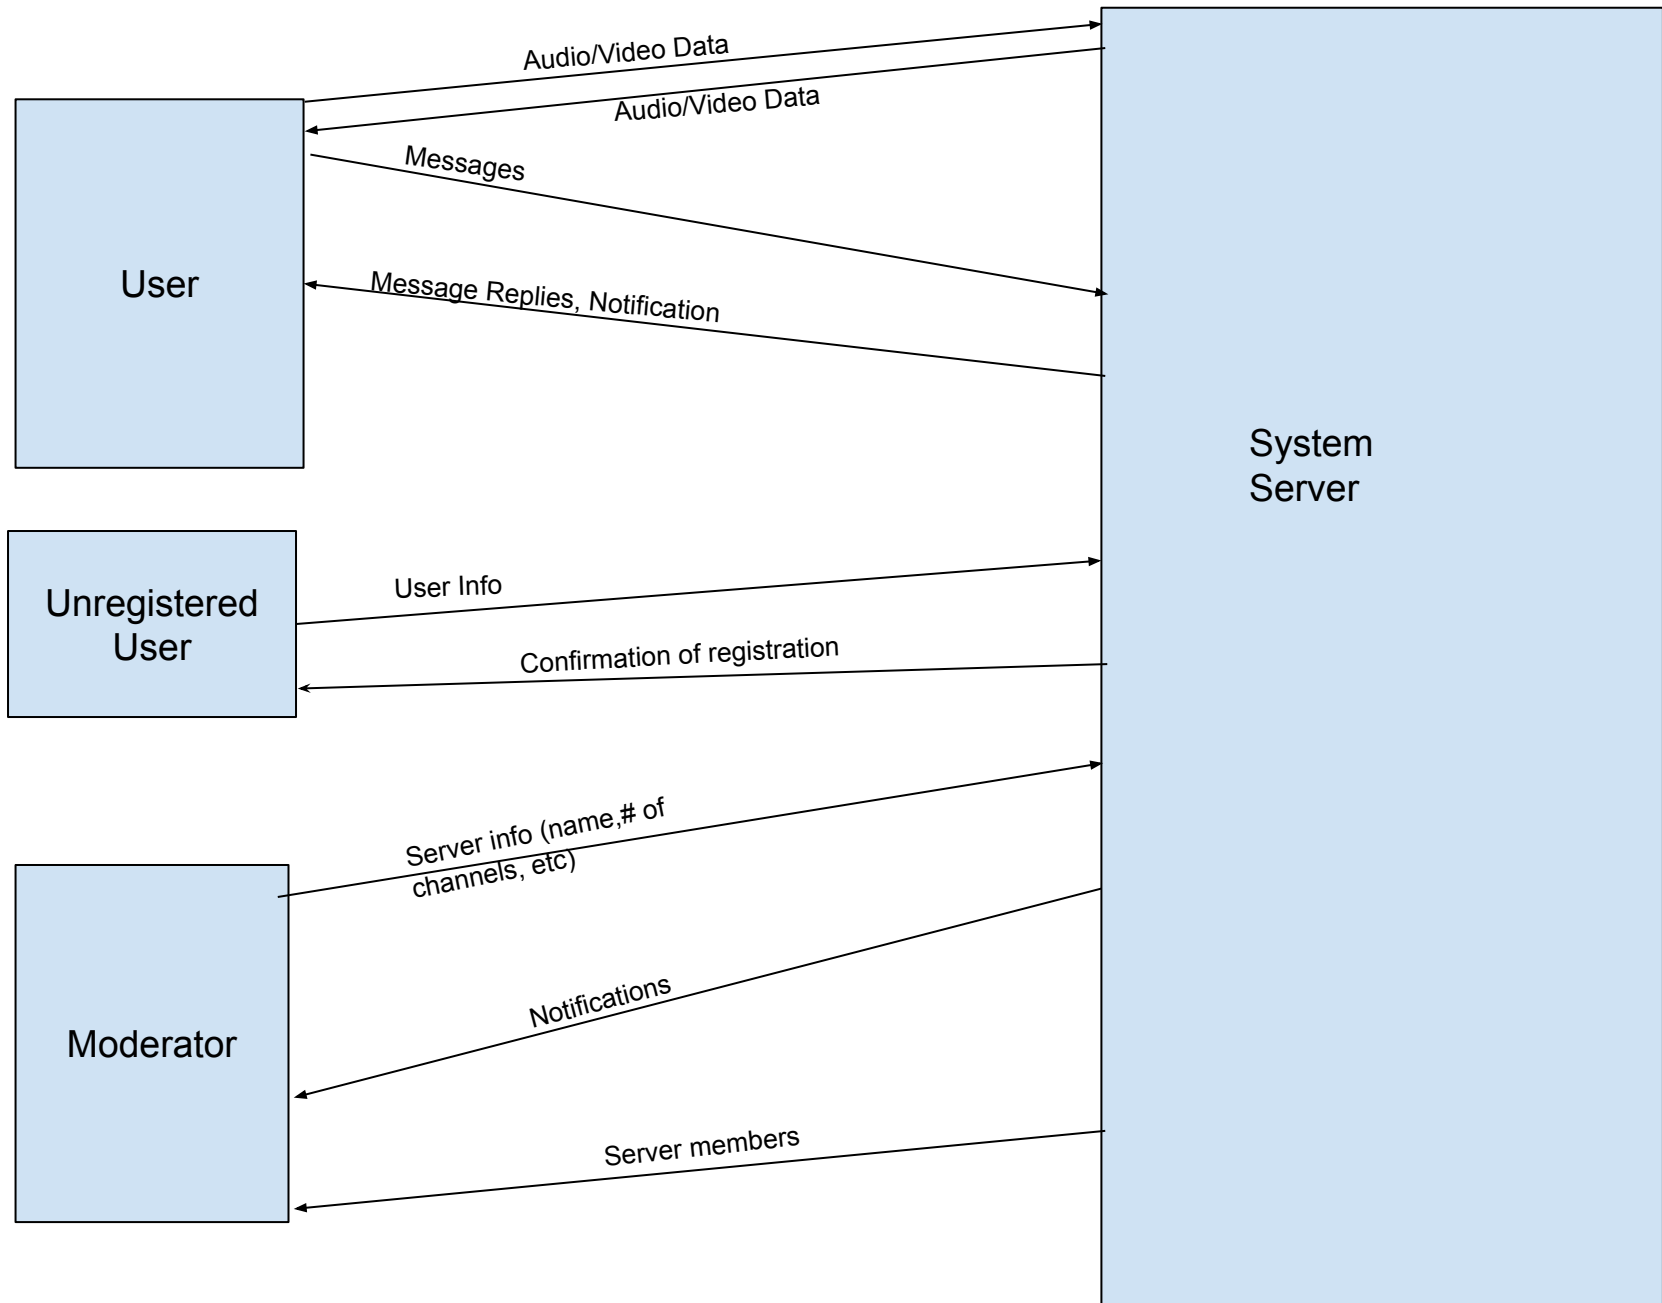 Audio/Video Data
Audio/Video Data
Messages
User
Message Replies, Notification
System
Server
Unregistered
User
User Info
Confirmation of registration
Server info (name,# of
channels, etc)
Moderator
Notifications
Server members